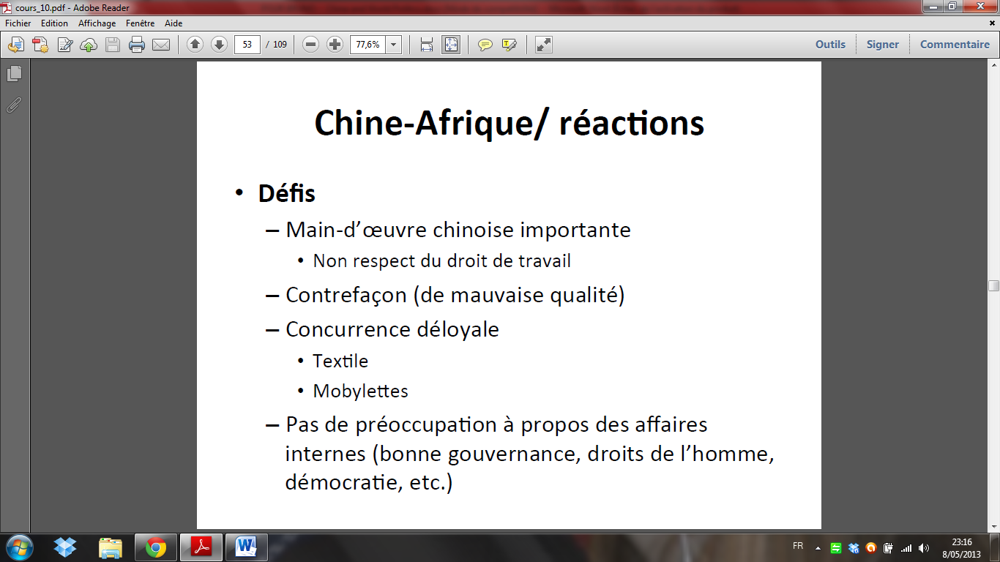 cours_10.pdf - Adobe Reader
Fichier Edition Affichage Fenêtre Aide
53 / 109 77,6% Outils Signer Commentaire
Chine-Afrique/ réactions
• Défis
– Main-d’œuvre chinoise importante
• Non respect du droit de travail
– Contrefaçon (de mauvaise qualité)
– Concurrence déloyale
• Textile
• Mobylettes
– Pas de préoccupation à propos des affaires
internes (bonne gouvernance, droits de l’homme,
démocratie, etc.)
FR 23:16
8/05/2013